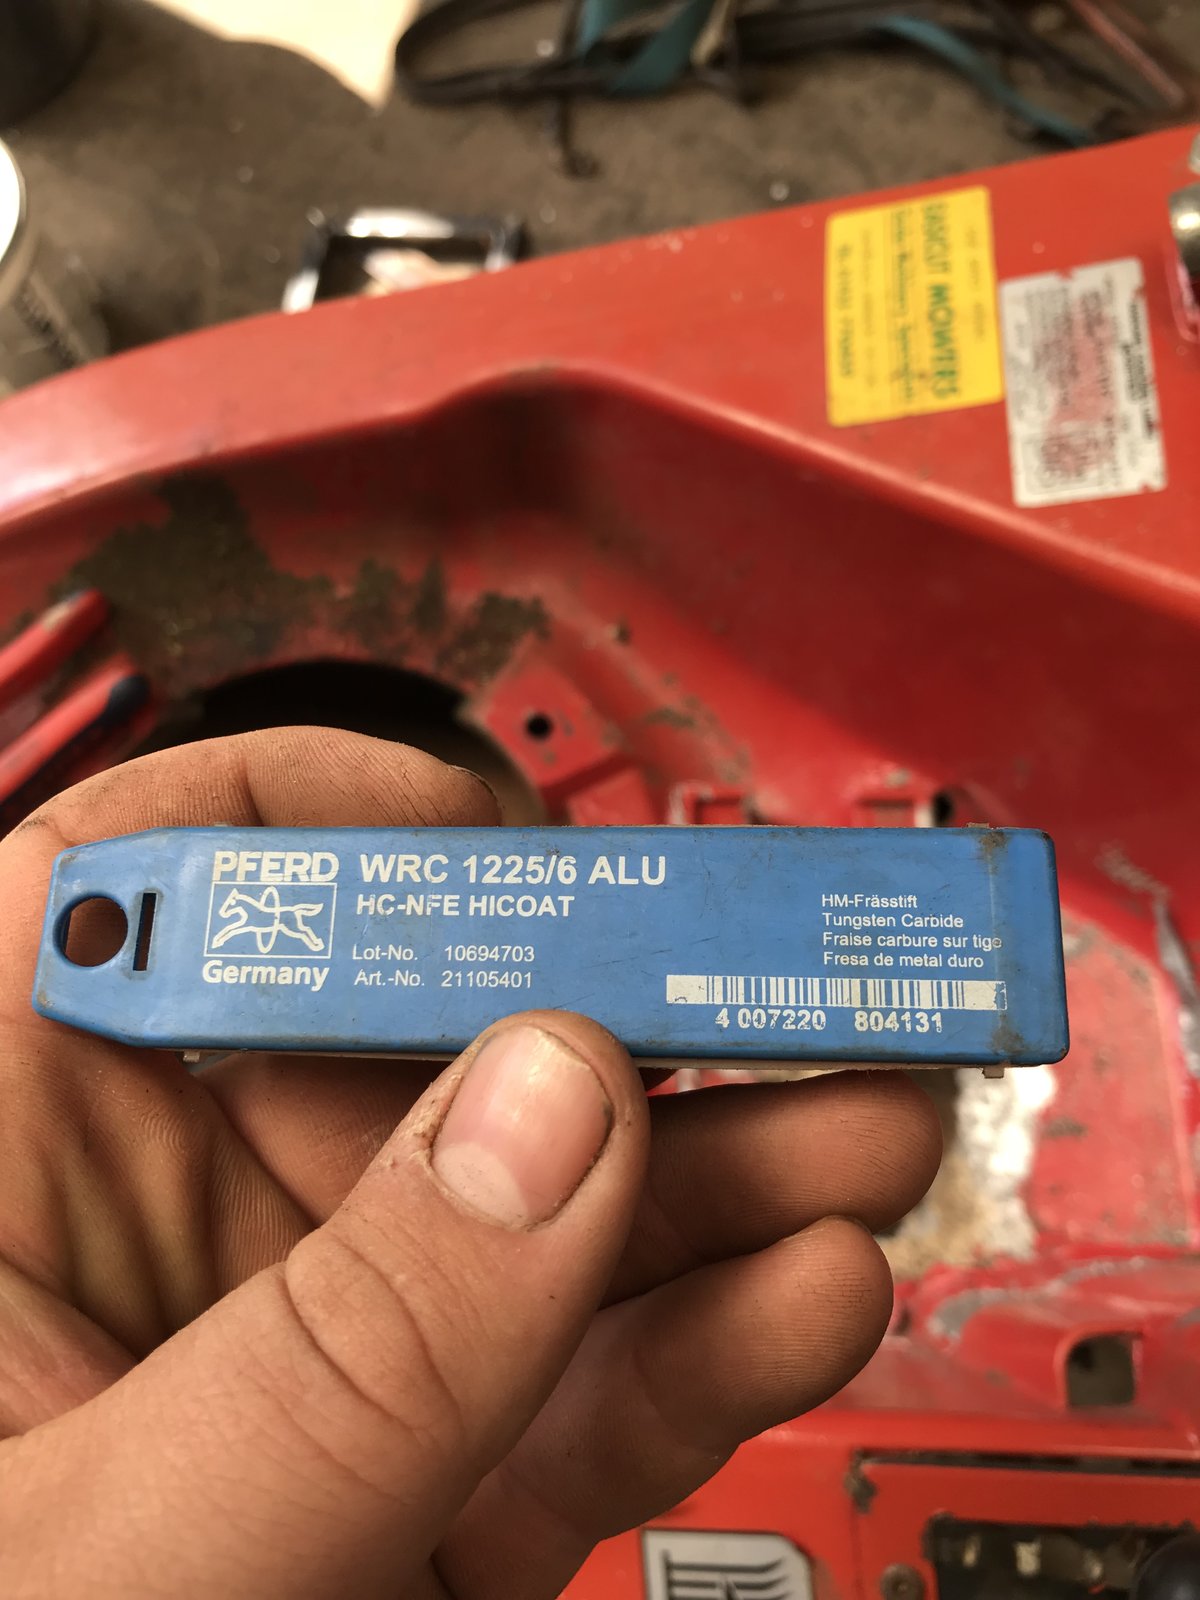 PFERD
Germany
WRC 1225/6 ALU
HC-NFE HICOAT
Lot-No. 10694703
Art.-No. 21105401
HM-Frässtift
Tungsten Carbide
Fraise carbure sur tige
Fresa de metal duro
4 007220 804131
MOWERS